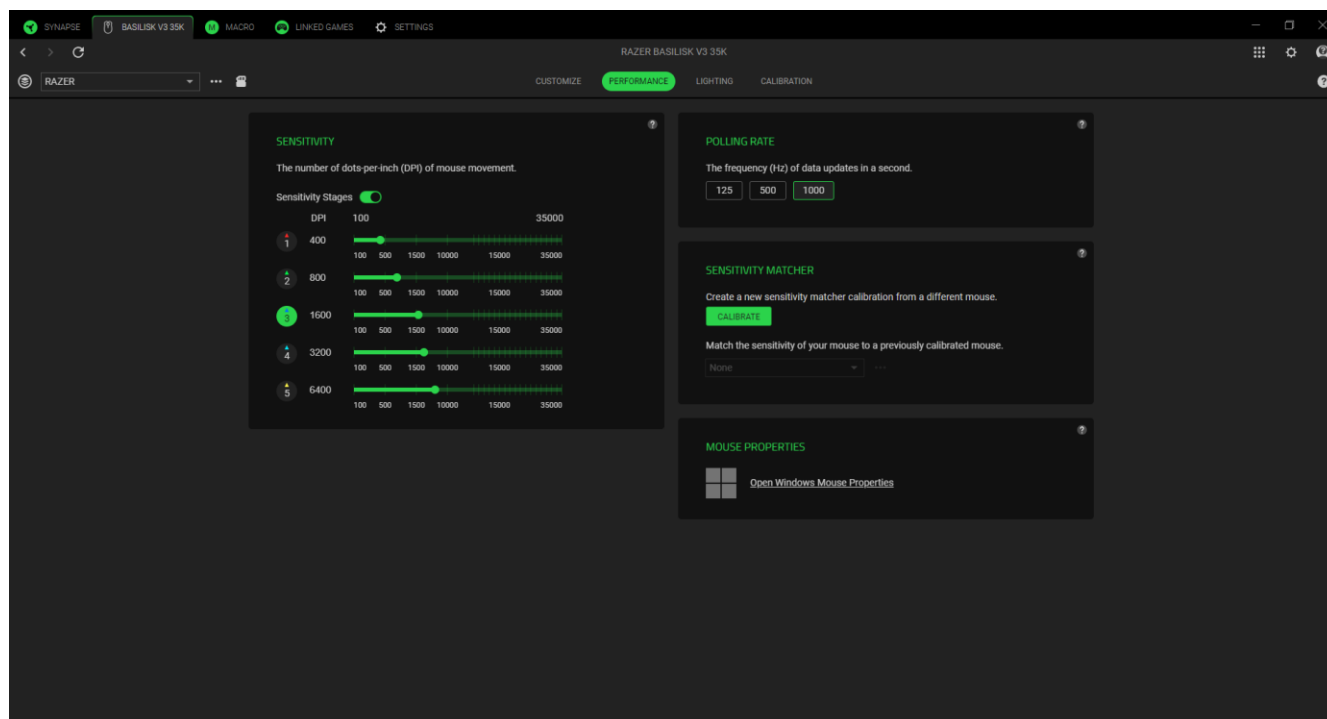 SYNAPSE BASILISK V3 35K M MACRO LINKED GAMES SETTINGS
RAZER BASILISK V3 35K
RAZER CUSTOMIZE PERFORMANCE LIGHTING CALIBRATION ?
?
SENSITIVITY
The number of dots-per-inch (DPI) of mouse movement.
Sensitivity Stages
DPI 100 35000
1 400
100 500 1500 10000 15000 35000
2 800
100 500 1500 10000 15000 35000
3 1600
100 500 1500 10000 15000 35000
4 3200
100 500 1500 10000 15000 35000
5 6400
100 500 1500 10000 15000 35000
?
POLLING RATE
The frequency (Hz) of data updates in a second.
125 500 1000
?
SENSITIVITY MATCHER
Create a new sensitivity matcher calibration from a different mouse.
CALIBRATE
Match the sensitivity of your mouse to a previously calibrated mouse.
None
?
MOUSE PROPERTIES
Open Windows Mouse Properties